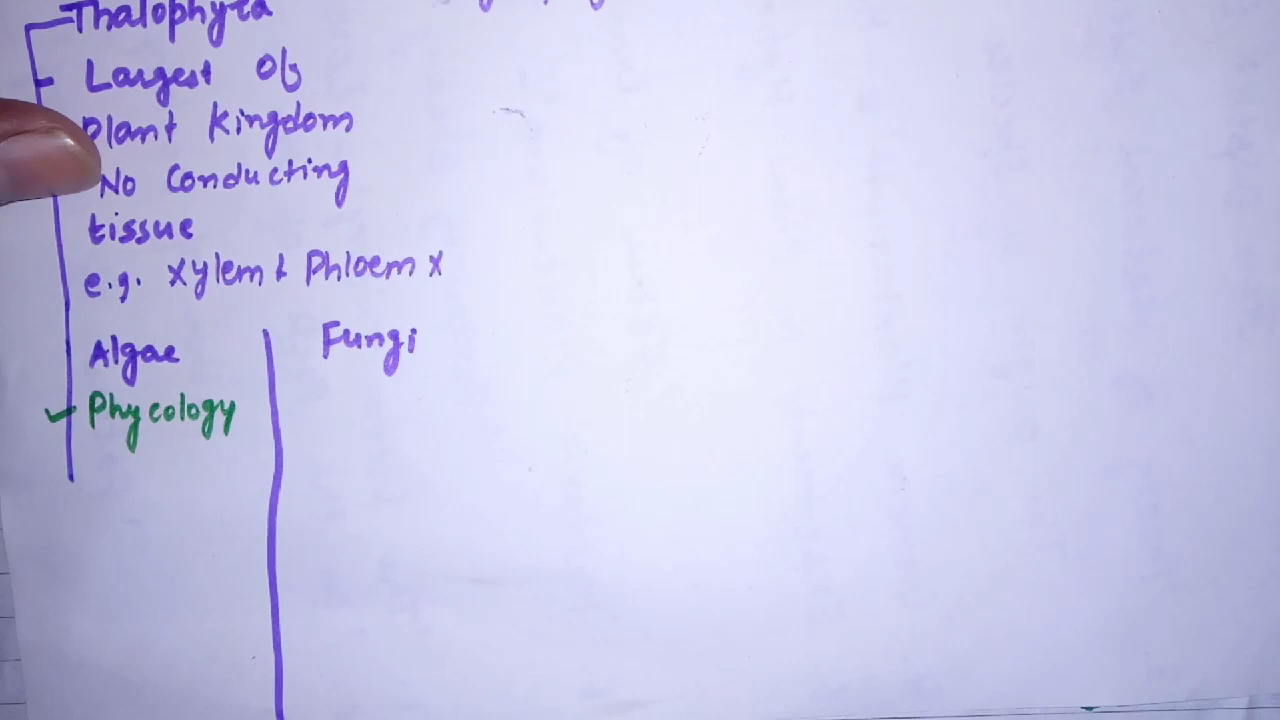 Thalophyta
Largest Of
Plant Kingdom
No Conducting
tissue
e.g. Xylem & Phloem x
Algae
Fungi
✓ Phycology